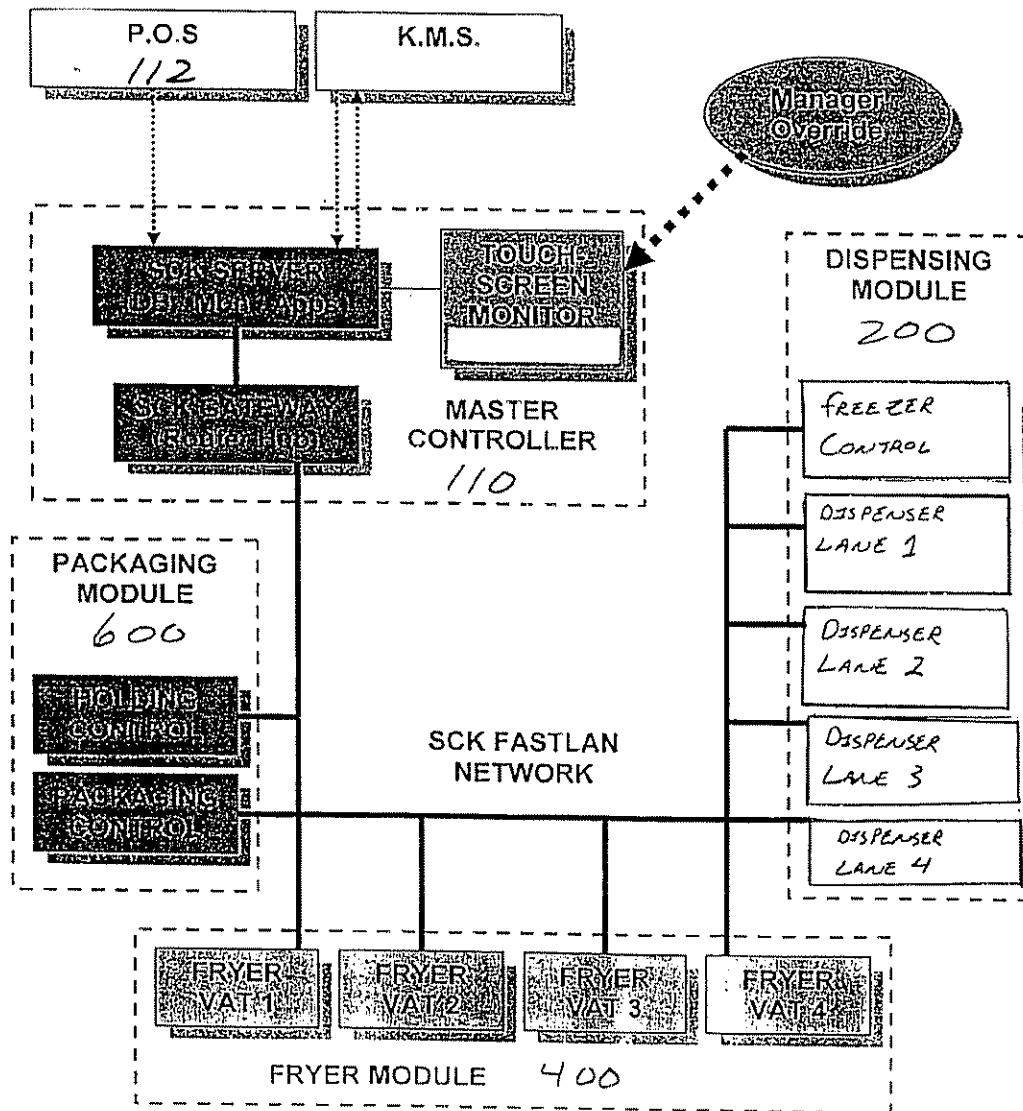 P.O.S
112
K.M.S.
Manager
Override
SCK SERVER
(DB / Mgmt Apps)
TOUCH-
SCREEN
MONITOR
SCK GATEWAY
(Router Hub)
MASTER
CONTROLLER
110
DISPENSING
MODULE
200
FREEZER
CONTROL
DISPENSER
LANE 1
DISPENSER
LANE 2
DISPENSER
LANE 3
DISPENSER
LANE 4
PACKAGING
MODULE
600
HOLDING
CONTROL
PACKAGING
CONTROL
SCK FASTLAN
NETWORK
FRYER
VAT 1
FRYER
VAT 2
FRYER
VAT 3
FRYER
VAT 4
FRYER MODULE 400